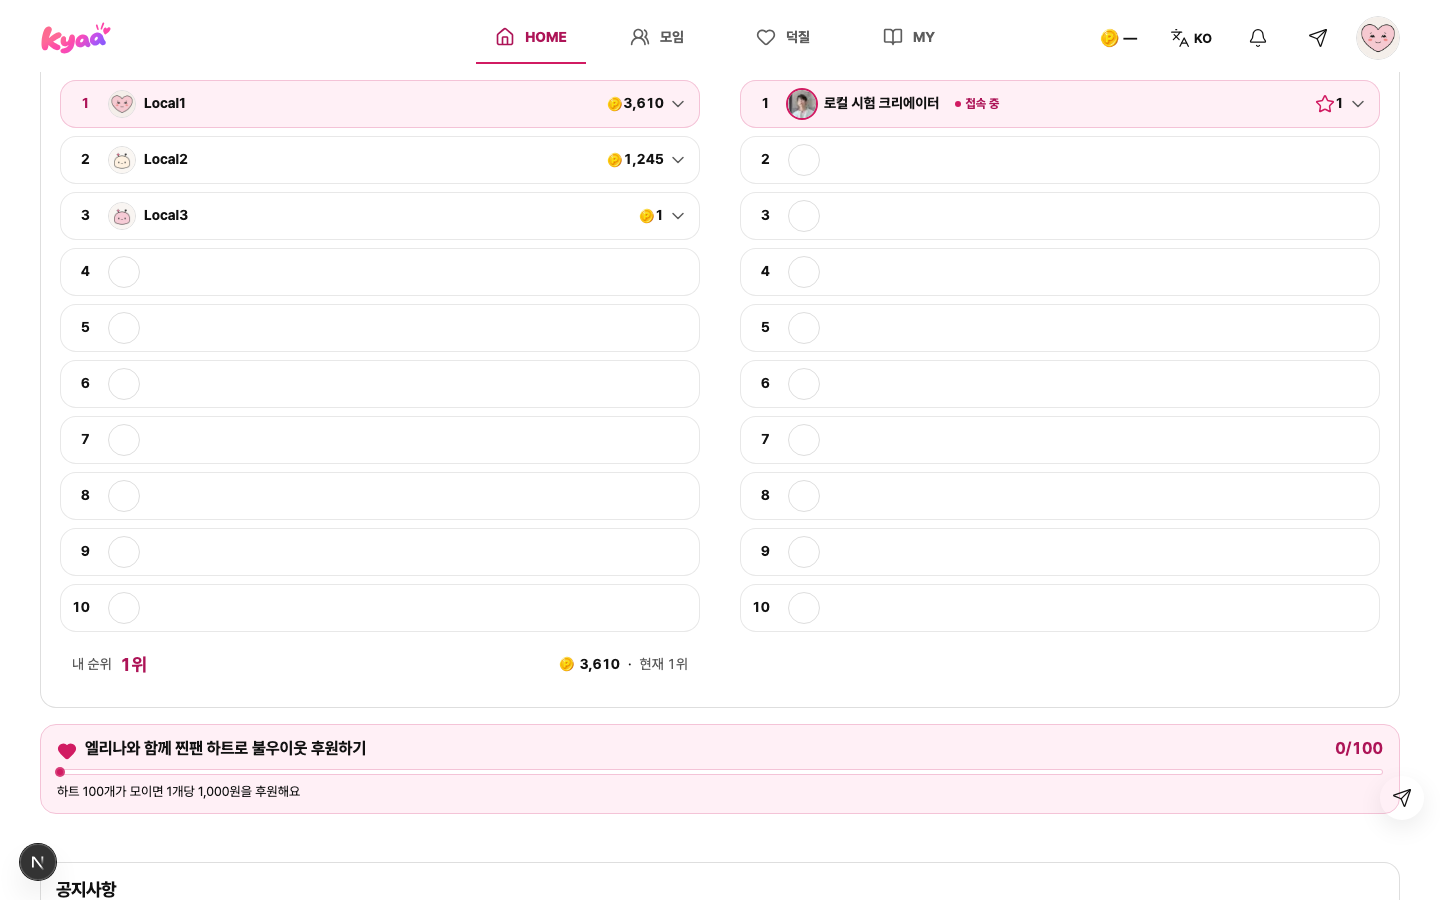 kyaa
HOME
모임
덕질
MY
—
KO
1 Local1 3,610
2 Local2 1,245
3 Local3 1
4
5
6
7
8
9
10
내 순위 1위 3,610 · 현재 1위
1 로컬 시험 크리에이터 접속 중 1
2
3
4
5
6
7
8
9
10
엘리나와 함께 찐팬 하트로 불우이웃 후원하기 0/100
하트 100개가 모이면 1개당 1,000원을 후원해요
N
공지사항